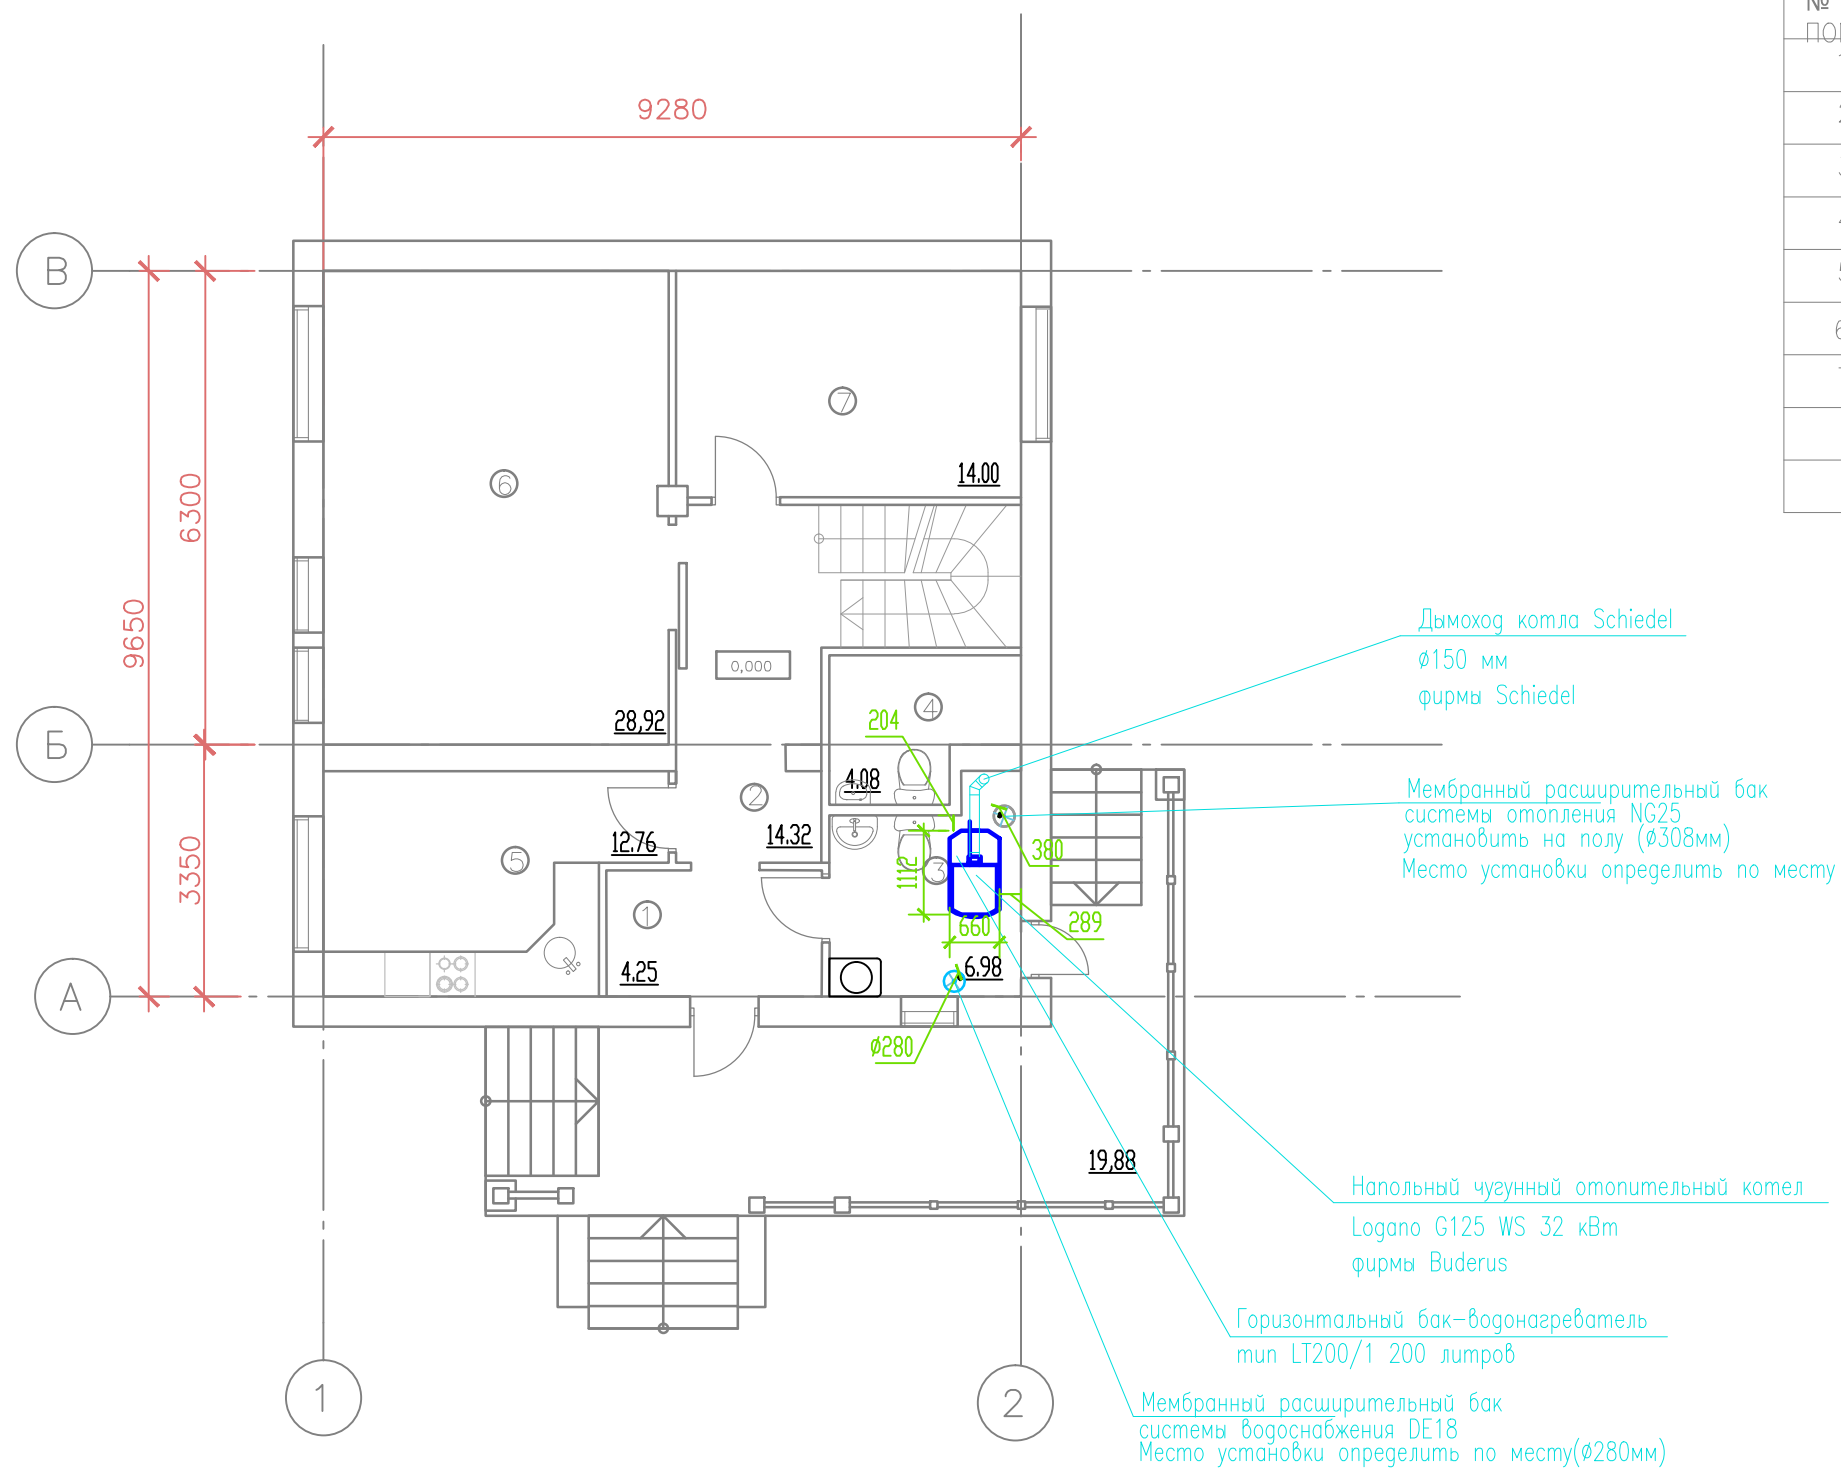 №
9280
В
7
6
14.00
6300
9650
0,000
28,92
4
204
4.08
Дымоход котла Schiedel
ø150 мм
фирмы Schiedel
Б
2
14.32
12.76
5
3
1112
380
289
660
6.98
Мембранный расширительный бак
системы отопления NG25
установить на полу (ø308мм)
Место установки определить по месту
3350
1
4.25
А
ø280
19,88
Напольный чугунный отопительный котел
Logano G125 WS 32 кВт
фирмы Buderus
Горизонтальный бак-водонагреватель
тип LT200/1 200 литров
Мембранный расширительный бак
системы водоснабжения DE18
Место установки определить по месту(ø280мм)
1
2